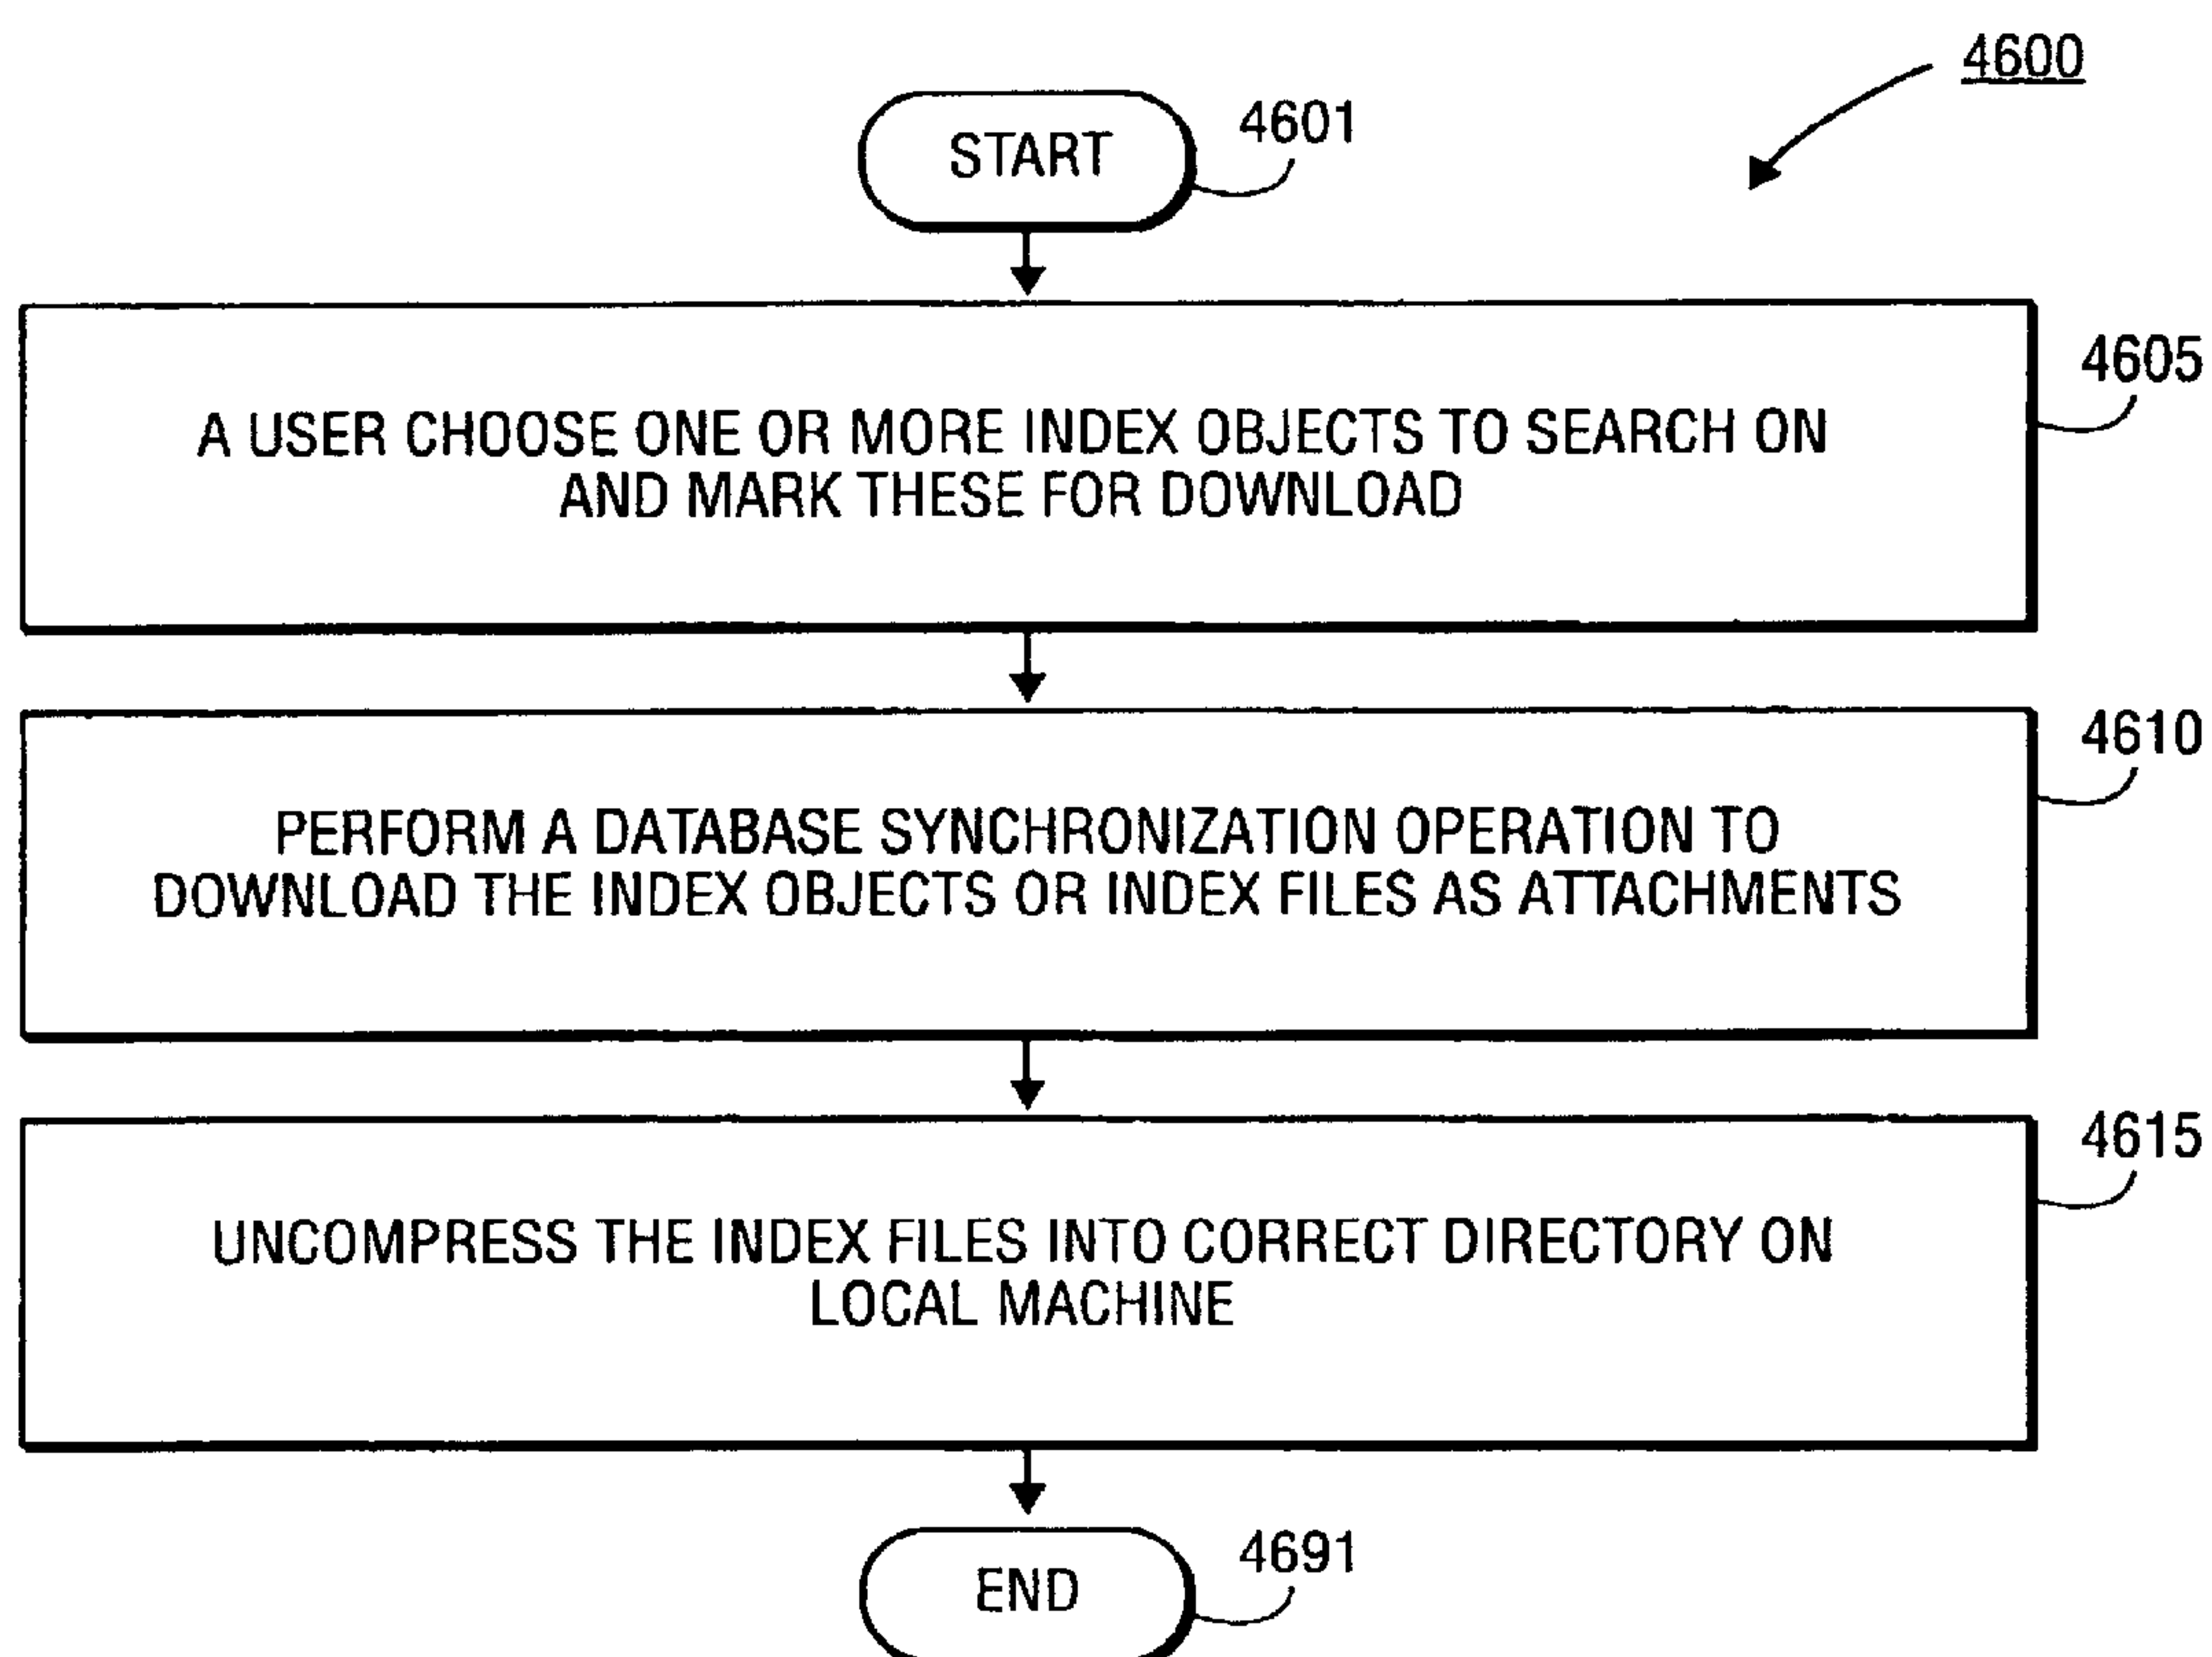 4600
START
4601
4605
A USER CHOOSE ONE OR MORE INDEX OBJECTS TO SEARCH ON
AND MARK THESE FOR DOWNLOAD
4610
PERFORM A DATABASE SYNCHRONIZATION OPERATION TO
DOWNLOAD THE INDEX OBJECTS OR INDEX FILES AS ATTACHMENTS
4615
UNCOMPRESS THE INDEX FILES INTO CORRECT DIRECTORY ON
LOCAL MACHINE
4691
END